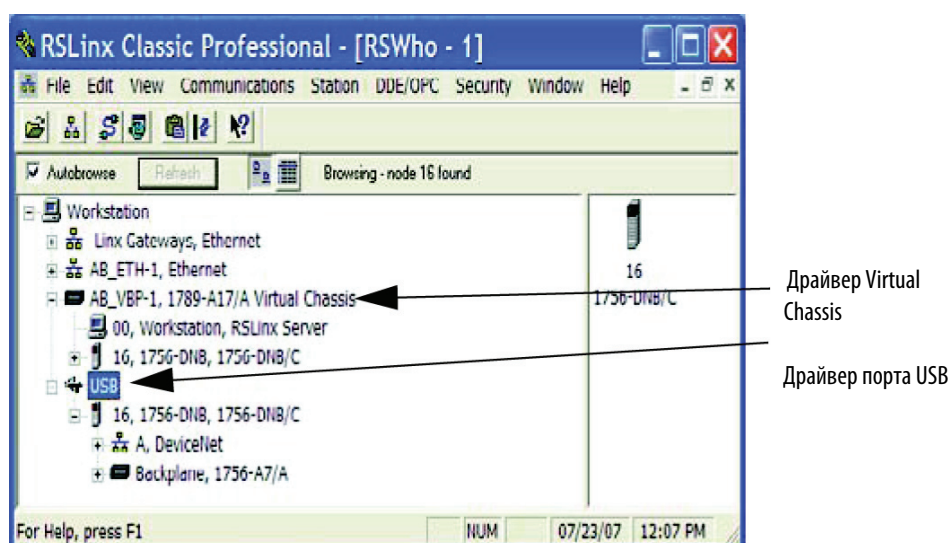 RSLinx Classic Professional - [RSWho - 1]
File Edit View Communications Station DDE/OPC Security Window Help
Autobrowse Refresh Browsing - node 16 found
Workstation
Linx Gateways, Ethernet
AB_ETH-1, Ethernet
AB_VBP-1, 1789-A17/A Virtual Chassis
00, Workstation, RSLinx Server
16, 1756-DNB, 1756-DNB/C
USB
16, 1756-DNB, 1756-DNB/C
A, DeviceNet
Backplane, 1756-A7/A
16
1756-DNB/C
Драйвер Virtual
Chassis
Драйвер порта USB
For Help, press F1 NUM 07/23/07 12:07 PM